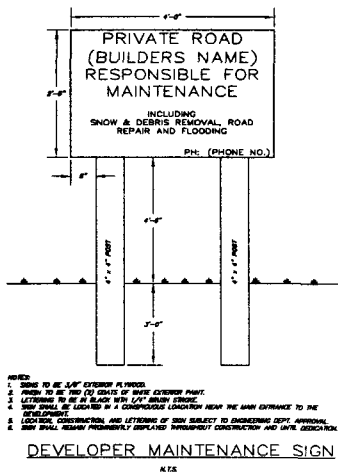 4'-0"
PRIVATE ROAD
(BUILDERS NAME)
RESPONSIBLE FOR
MAINTENANCE
INCLUDING
SNOW & DEBRIS REMOVAL, ROAD
REPAIR AND FLOODING
PH: (PHONE NO.)
4'-6"
4" x 4" POST
4" x 4" POST
3'-0"
NOTES:
1. SIGNS TO BE 3/8" EXTERIOR PLYWOOD.
2. FINISH TO BE TWO (2) COATS OF WHITE EXTERIOR PAINT.
3. LETTERING TO BE IN BLACK WITH 1/4" BRUSH STROKE.
4. SIGN SHALL BE LOCATED IN A CONSPICUOUS LOACATION NEAR THE MAIN ENTRANCE TO THE
DEVELOPMENT.
5. LOCATION, CONSTRUCTION, AND LETTERING OF SIGN SUBJECT TO ENGINEERING DEPT. APPROVAL.
6. SIGN SHALL REMAIN PROMINENTLY DISPLAYED THROUGHOUT CONSTRUCTION AND UNTIL DEDICATION.
DEVELOPER MAINTENANCE SIGN
N.T.S.